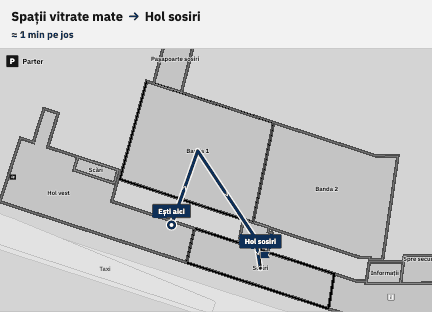 Spații vitrate mate → Hol sosiri
≈ 1 min pe jos
P Parter
Pașapoarte sosiri
Banda 1
Scări
Banda 2
Hol vest
Ești aici
Hol sosiri
Sosiri
Informații
Spre secur
Taxi